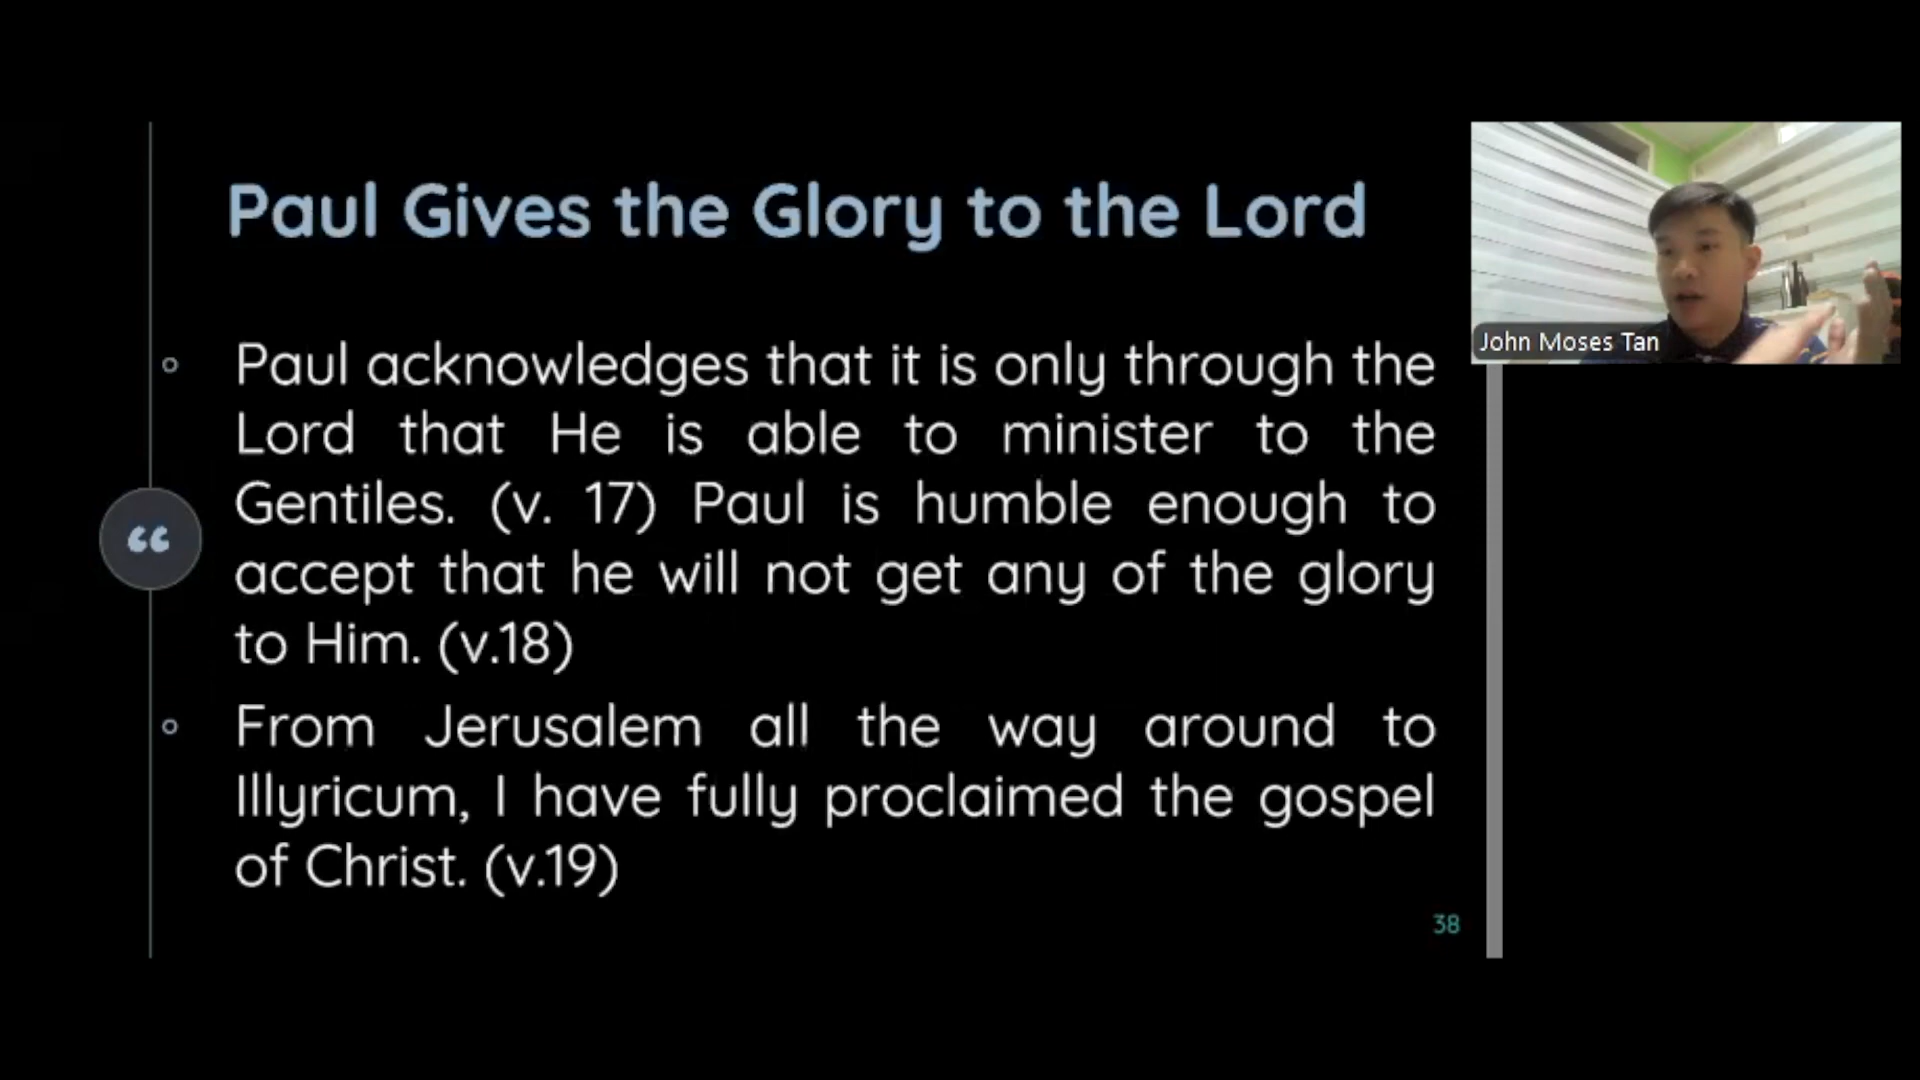 Paul Gives the Glory to the Lord
Paul acknowledges that it is only through the
Lord that He is able to minister to the
Gentiles. (v. 17) Paul is humble enough to
accept that he will not get any of the glory
to Him. (v.18)
From Jerusalem all the way around to
Illyricum, I have fully proclaimed the gospel
of Christ. (v.19)
38
John Moses Tan